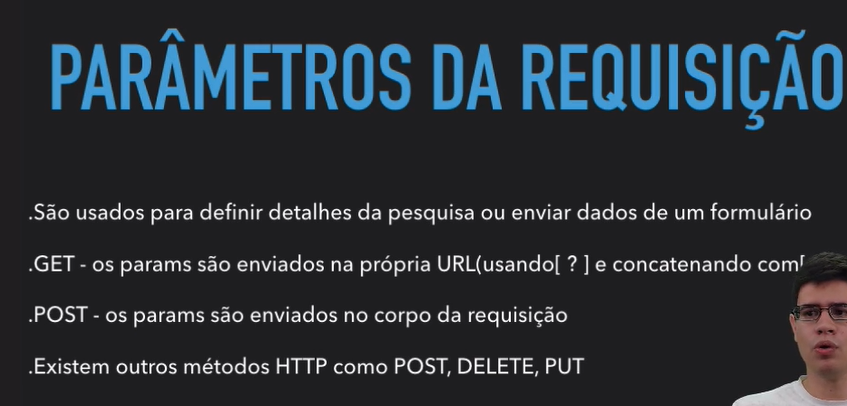 PARÂMETROS DA REQUISIÇÃO
.São usados para definir detalhes da pesquisa ou enviar dados de um formulário
.GET - os params são enviados na própria URL(usando[ ? ] e concatenando com[
.POST - os params são enviados no corpo da requisição
.Existem outros métodos HTTP como POST, DELETE, PUT